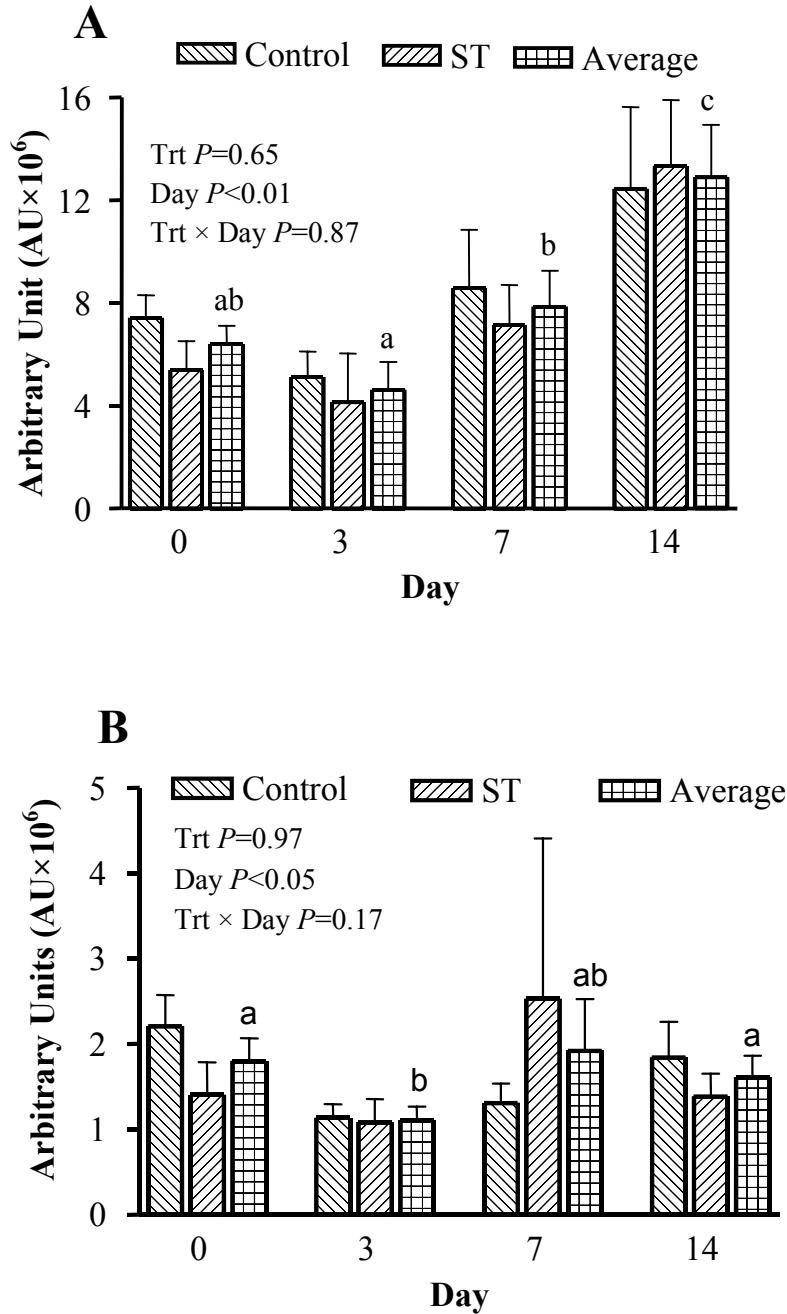 A
Control ST Average
16
12
8
4
0
Arbitrary Unit (AU×10⁶)
Trt P=0.65
Day P<0.01
Trt × Day P=0.87
ab
a
b
c
0 3 7 14
Day
B
Control ST Average
5
4
3
2
1
0
Arbitrary Units (AU×10⁶)
Trt P=0.97
Day P<0.05
Trt × Day P=0.17
a
b
ab
a
0 3 7 14
Day